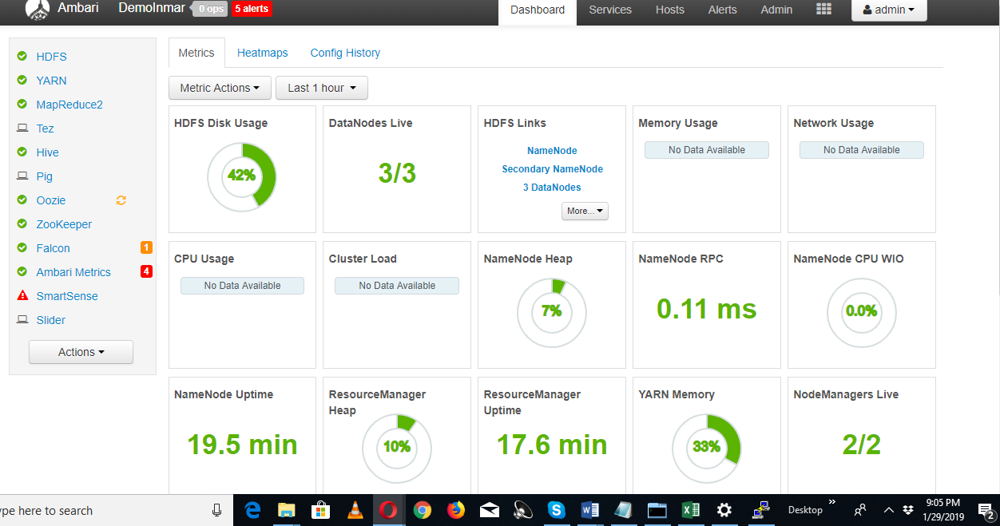 Ambari DemoInmar 0 ops 5 alerts Dashboard Services Hosts Alerts Admin admin
HDFS
YARN
MapReduce2
Tez
Hive
Pig
Oozie
ZooKeeper
Falcon 1
Ambari Metrics 4
SmartSense
Slider
Actions
Metrics Heatmaps Config History
Metric Actions Last 1 hour
HDFS Disk Usage
42%
DataNodes Live
3/3
HDFS Links
NameNode
Secondary NameNode
3 DataNodes
More...
Memory Usage
No Data Available
Network Usage
No Data Available
CPU Usage
No Data Available
Cluster Load
No Data Available
NameNode Heap
7%
NameNode RPC
0.11 ms
NameNode CPU WIO
0.0%
NameNode Uptime
19.5 min
ResourceManager
Heap
10%
ResourceManager
Uptime
17.6 min
YARN Memory
33%
NodeManagers Live
2/2
ype here to search
Desktop
9:05 PM
1/29/2019
2